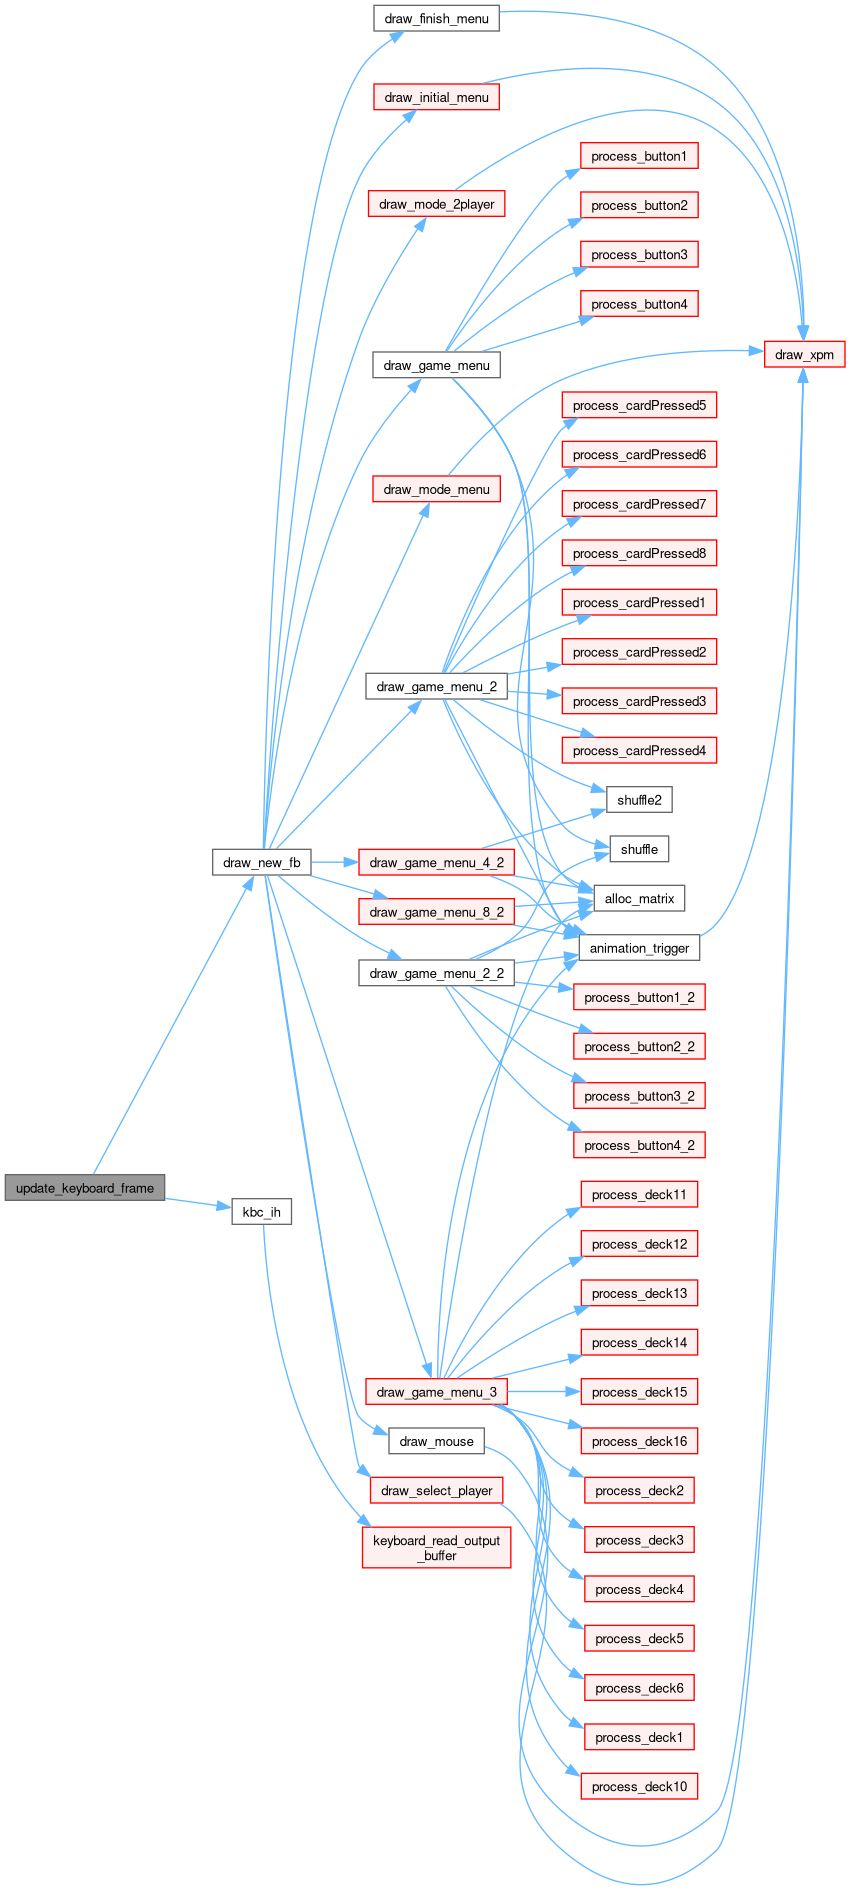 draw_finish_menu
draw_initial_menu
process_button1
draw_mode_2player
process_button2
process_button3
process_button4
draw_xpm
draw_game_menu
process_cardPressed5
process_cardPressed6
draw_mode_menu
process_cardPressed7
process_cardPressed8
process_cardPressed1
process_cardPressed2
draw_game_menu_2
process_cardPressed3
process_cardPressed4
shuffle2
shuffle
draw_new_fb
draw_game_menu_4_2
alloc_matrix
draw_game_menu_8_2
animation_trigger
draw_game_menu_2_2
process_button1_2
process_button2_2
process_button3_2
process_button4_2
update_keyboard_frame
process_deck11
kbc_ih
process_deck12
process_deck13
process_deck14
draw_game_menu_3
process_deck15
draw_mouse
process_deck16
draw_select_player
process_deck2
keyboard_read_output
_buffer
process_deck3
process_deck4
process_deck5
process_deck6
process_deck1
process_deck10